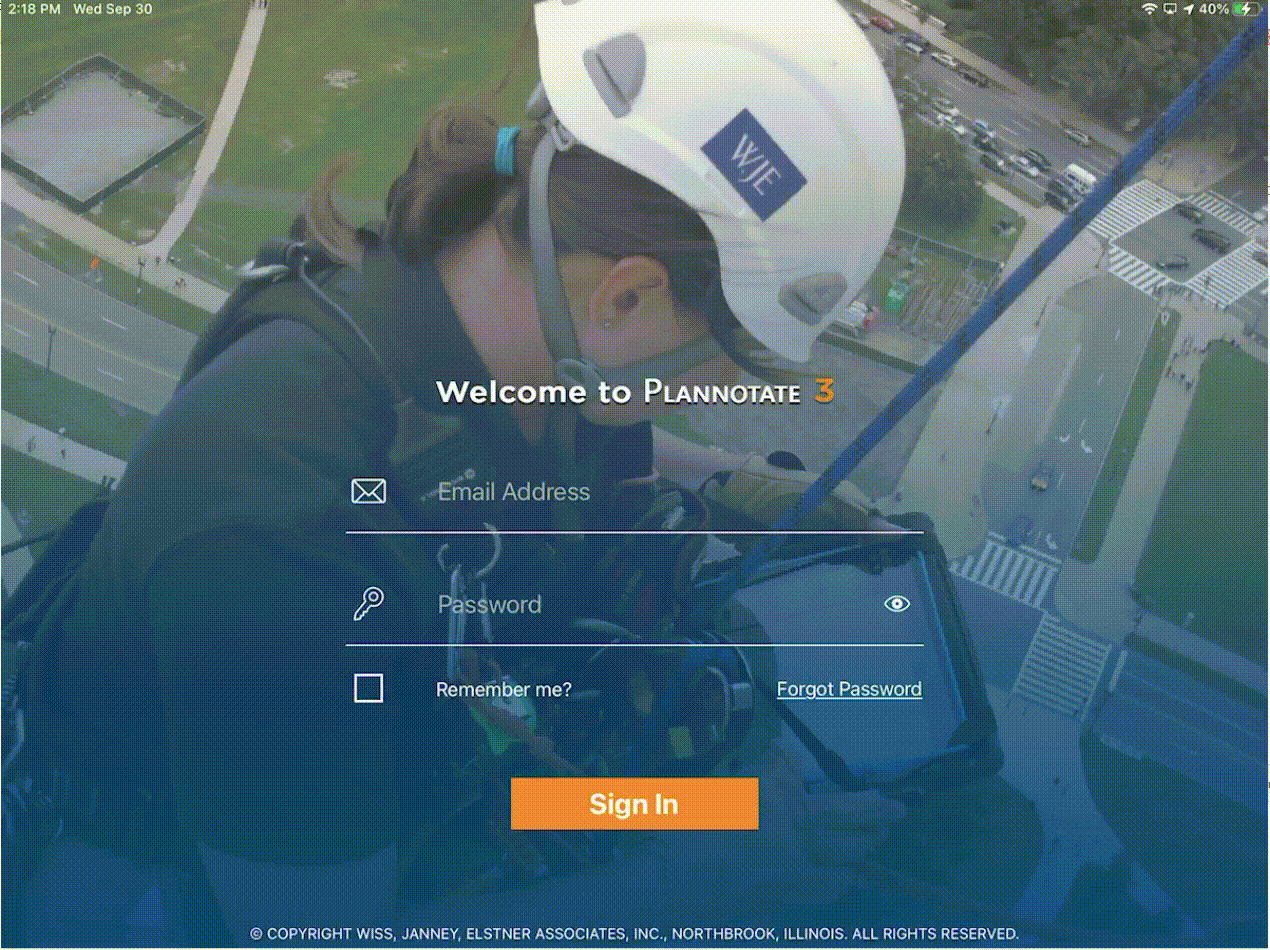 2:18 PM Wed Sep 30
40%
WJE
Welcome to PLANNOTATE 3
Email Address
Password
Remember me?
Forgot Password
Sign In
© COPYRIGHT WISS, JANNEY, ELSTNER ASSOCIATES, INC., NORTHBROOK, ILLINOIS. ALL RIGHTS RESERVED.